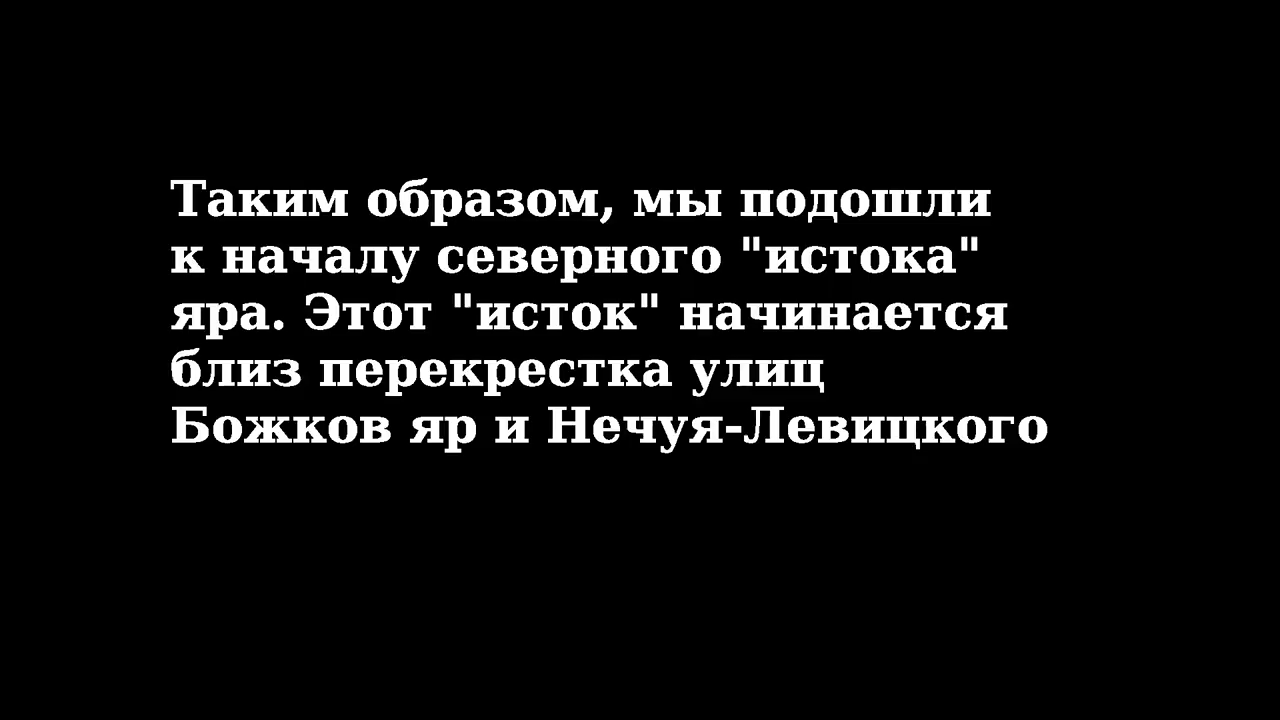 Таким образом, мы подошли
к началу северного "истока"
яра. Этот "исток" начинается
близ перекрестка улиц
Божков яр и Нечуя-Левицкого